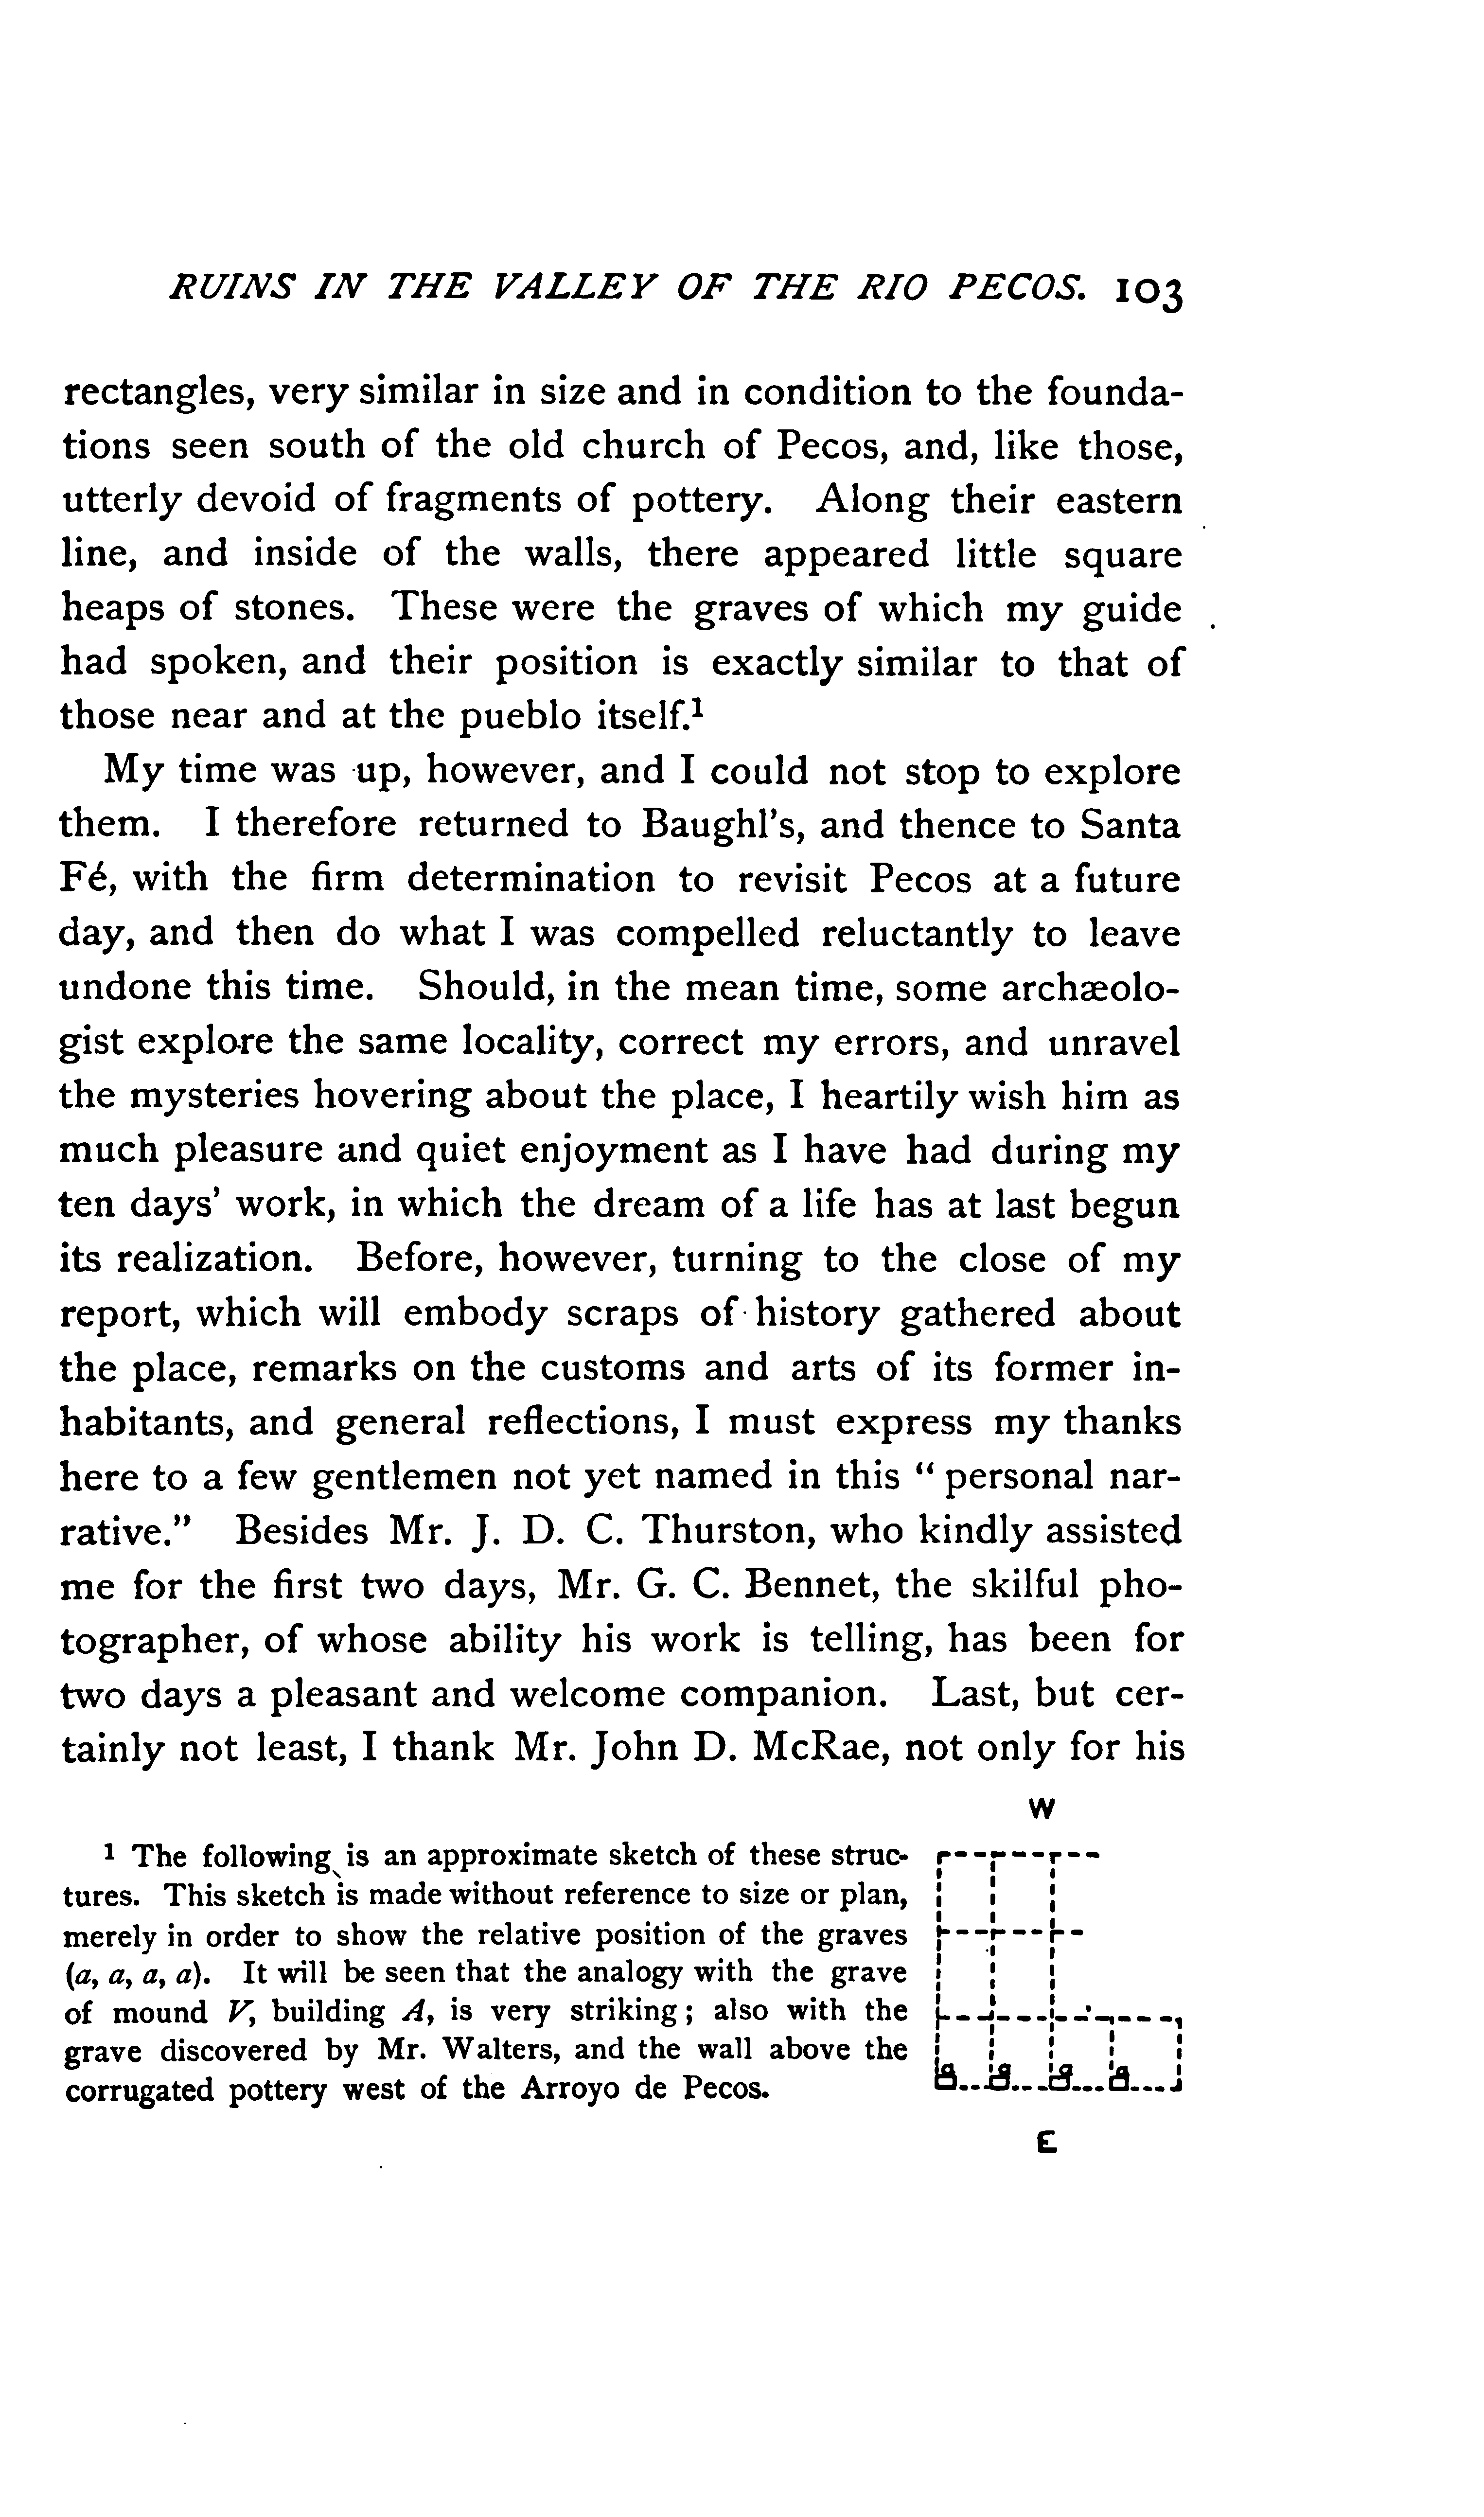 RUINS IN THE VALLEY OF THE RIO PECOS. 103
rectangles, very similar in size and in condition to the founda-
tions seen south of the old church of Pecos, and, like those,
utterly devoid of fragments of pottery. Along their eastern
line, and inside of the walls, there appeared little square
heaps of stones. These were the graves of which my guide
had spoken, and their position is exactly similar to that of
those near and at the pueblo itself.¹
My time was up, however, and I could not stop to explore
them. I therefore returned to Baughl's, and thence to Santa
Fé, with the firm determination to revisit Pecos at a future
day, and then do what I was compelled reluctantly to leave
undone this time. Should, in the mean time, some archæolo-
gist explore the same locality, correct my errors, and unravel
the mysteries hovering about the place, I heartily wish him as
much pleasure and quiet enjoyment as I have had during my
ten days' work, in which the dream of a life has at last begun
its realization. Before, however, turning to the close of my
report, which will embody scraps of history gathered about
the place, remarks on the customs and arts of its former in-
habitants, and general reflections, I must express my thanks
here to a few gentlemen not yet named in this “personal nar-
rative.” Besides Mr. J. D. C. Thurston, who kindly assisted
me for the first two days, Mr. G. C. Bennet, the skilful pho-
tographer, of whose ability his work is telling, has been for
two days a pleasant and welcome companion. Last, but cer-
tainly not least, I thank Mr. John D. McRae, not only for his
¹ The following is an approximate sketch of these struc-
tures. This sketch is made without reference to size or plan,
merely in order to show the relative position of the graves
(a, a, a, a). It will be seen that the analogy with the grave
of mound V, building A, is very striking; also with the
grave discovered by Mr. Walters, and the wall above the
corrugated pottery west of the Arroyo de Pecos.
W
a a a a
E